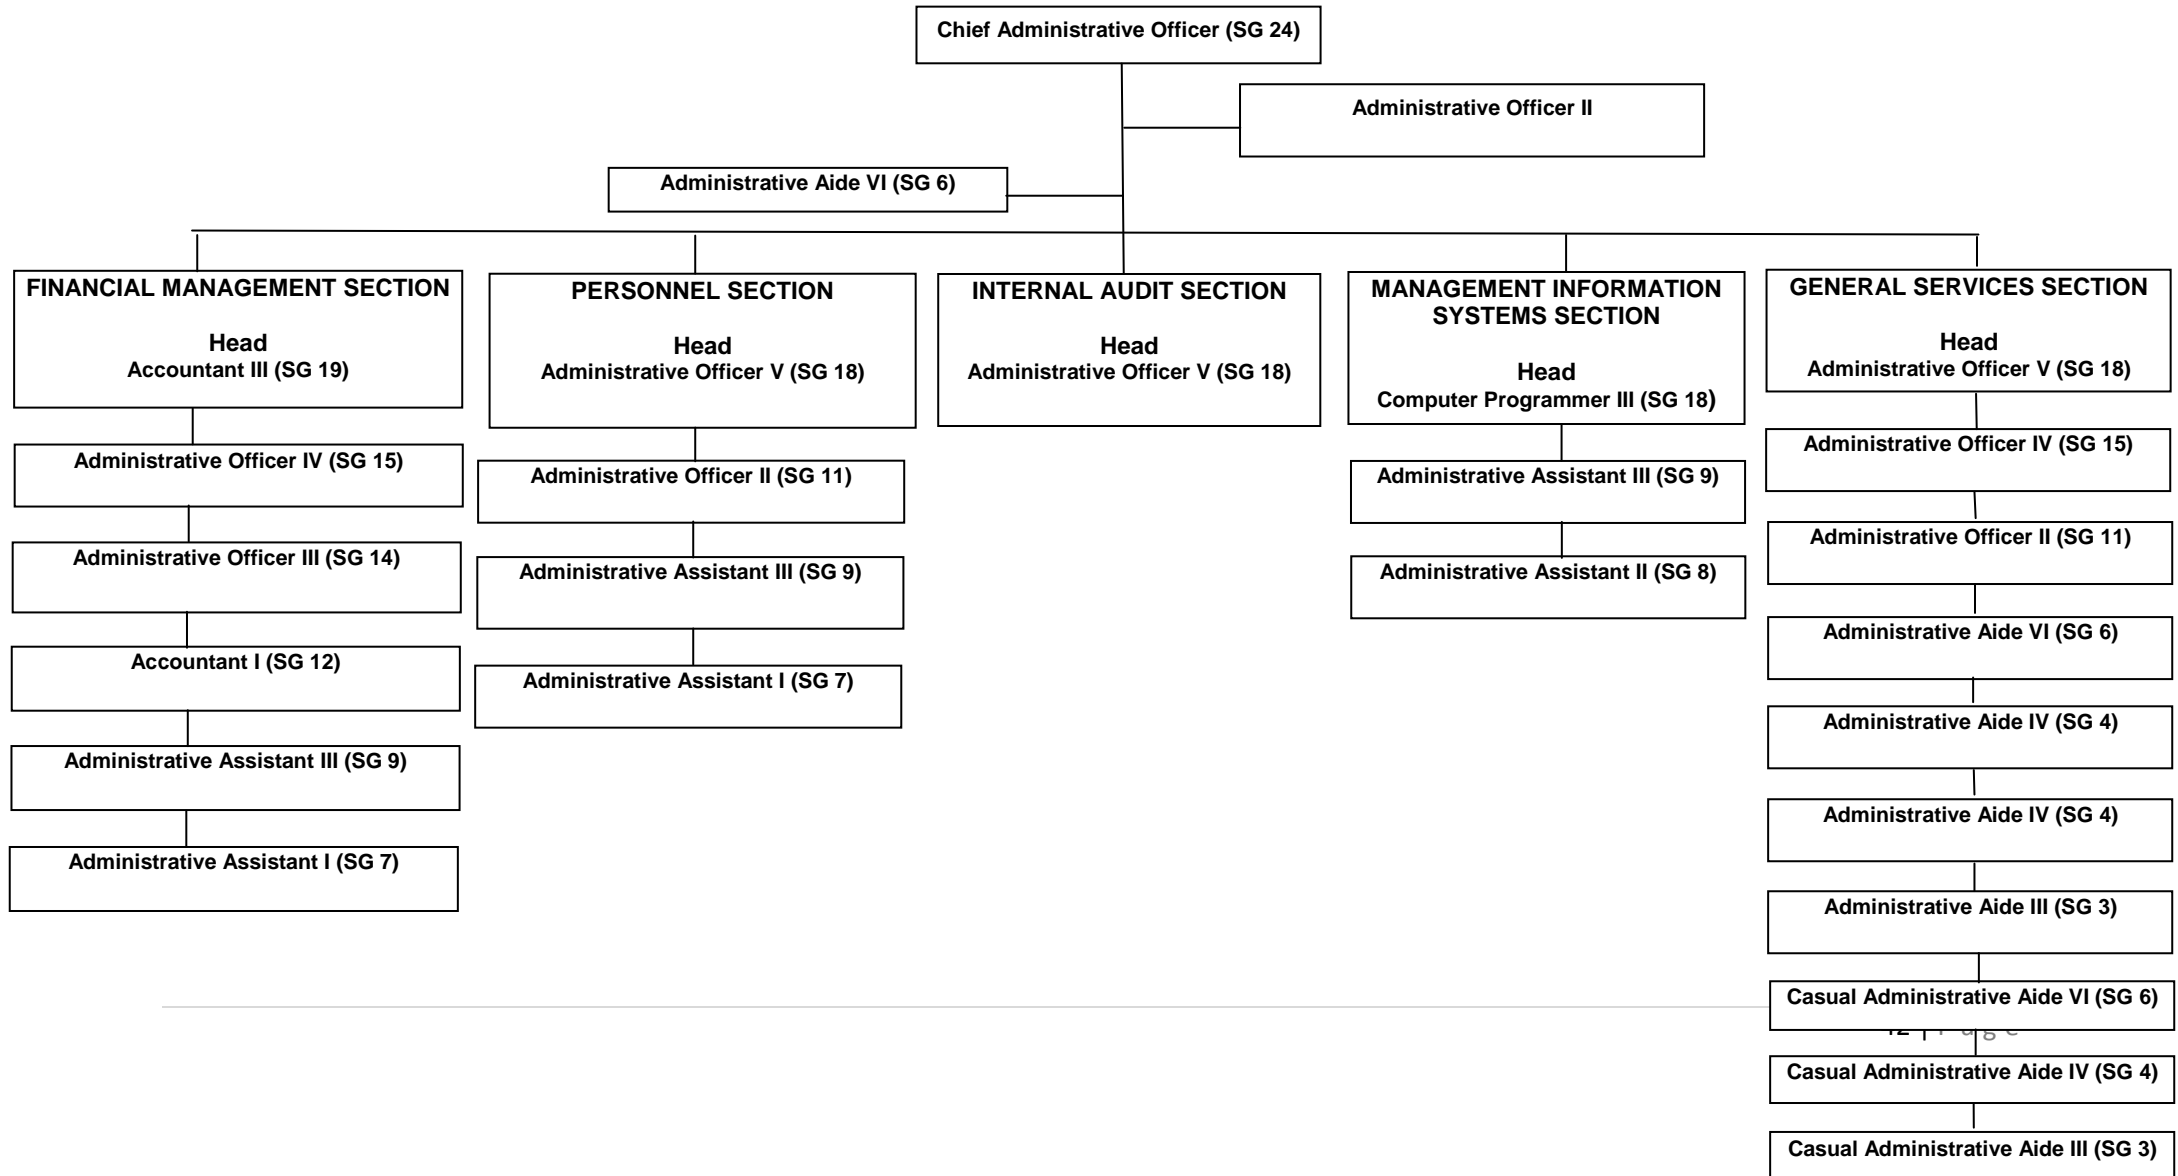 Chief Administrative Officer (SG 24)
Administrative Officer II
Administrative Aide VI (SG 6)
FINANCIAL MANAGEMENT SECTION
Head
Accountant III (SG 19)
Administrative Officer IV (SG 15)
Administrative Officer III (SG 14)
Accountant I (SG 12)
Administrative Assistant III (SG 9)
Administrative Assistant I (SG 7)
PERSONNEL SECTION
Head
Administrative Officer V (SG 18)
Administrative Officer II (SG 11)
Administrative Assistant III (SG 9)
Administrative Assistant I (SG 7)
INTERNAL AUDIT SECTION
Head
Administrative Officer V (SG 18)
MANAGEMENT INFORMATION
SYSTEMS SECTION
Head
Computer Programmer III (SG 18)
Administrative Assistant III (SG 9)
Administrative Assistant II (SG 8)
GENERAL SERVICES SECTION
Head
Administrative Officer V (SG 18)
Administrative Officer IV (SG 15)
Administrative Officer II (SG 11)
Administrative Aide VI (SG 6)
Administrative Aide IV (SG 4)
Administrative Aide IV (SG 4)
Administrative Aide III (SG 3)
Casual Administrative Aide VI (SG 6)
Casual Administrative Aide IV (SG 4)
Casual Administrative Aide III (SG 3)